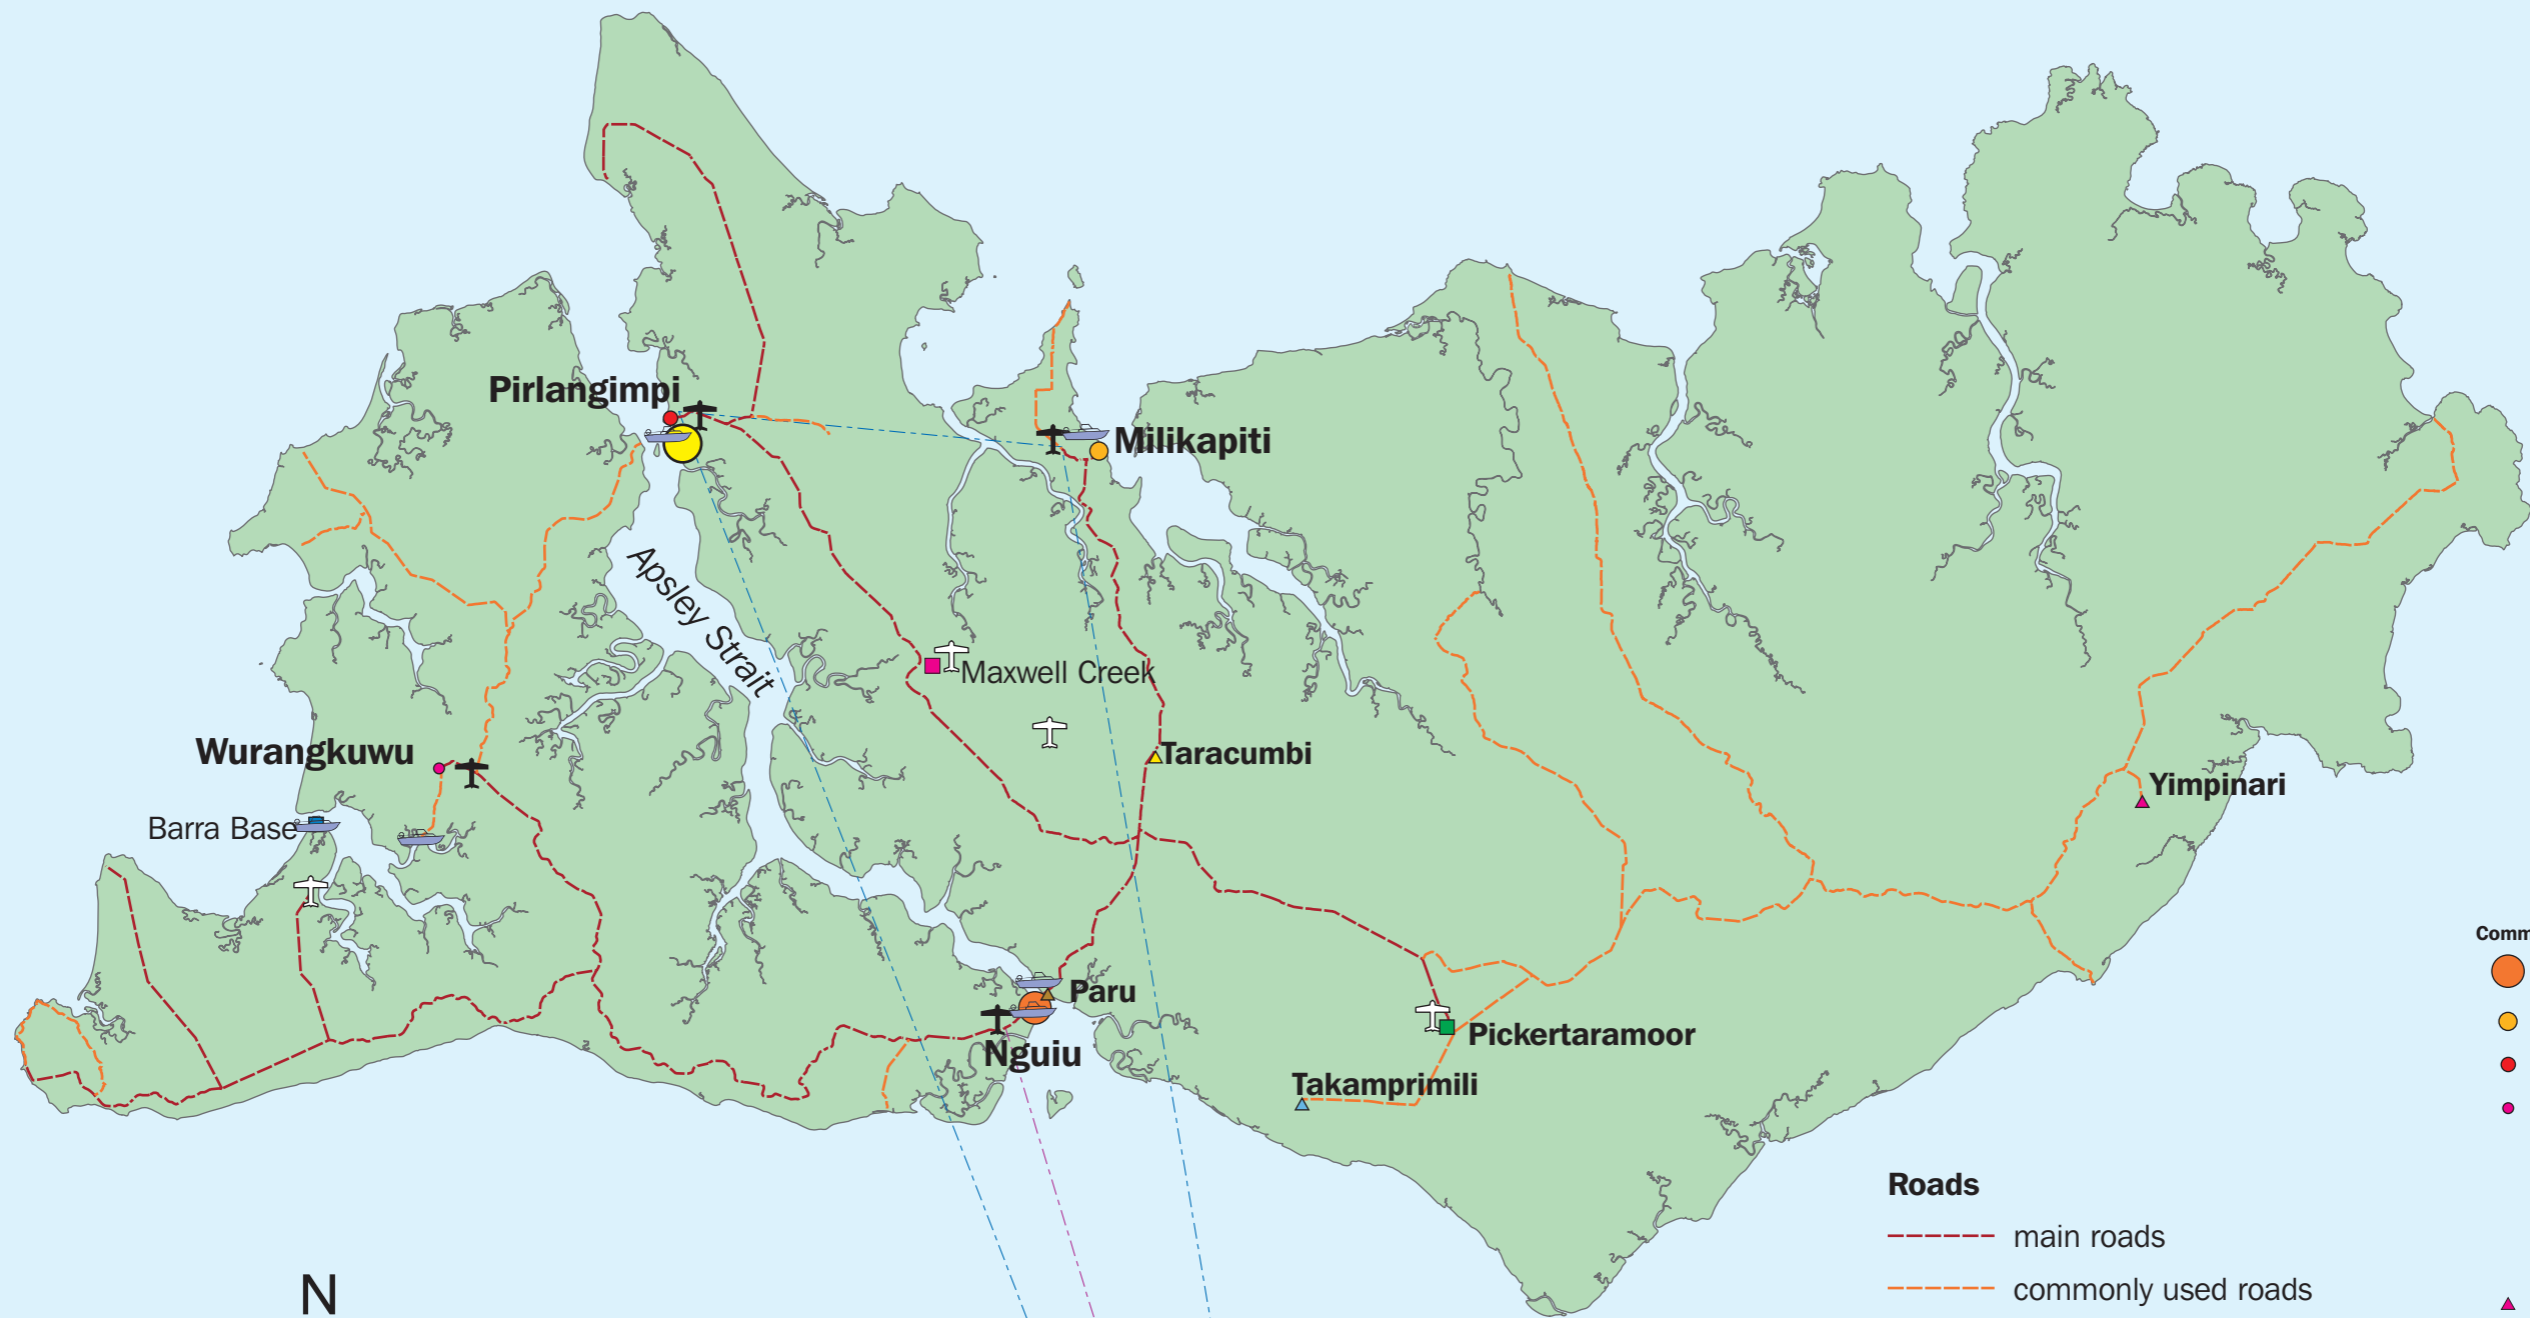 Pirlangimpi
Milikapiti
Apsley Strait
Maxwell Creek
Wurangkuwu
Taracumbi
Yimpinari
Barra Base
Comm
Paru
Pickertaramoor
Nguiu
Takamprimili
Roads
main roads
N
commonly used roads